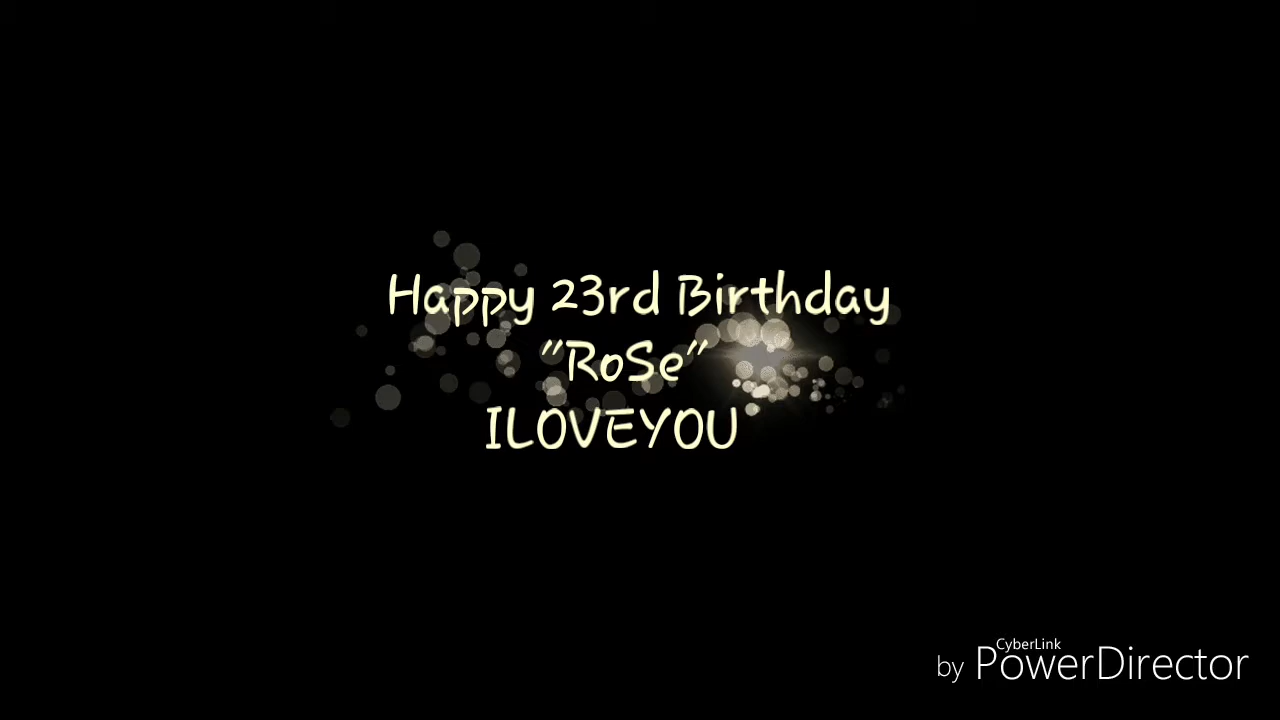 Happy 23rd Birthday
"RoSe"
ILOVEYOU
CyberLink
by PowerDirector